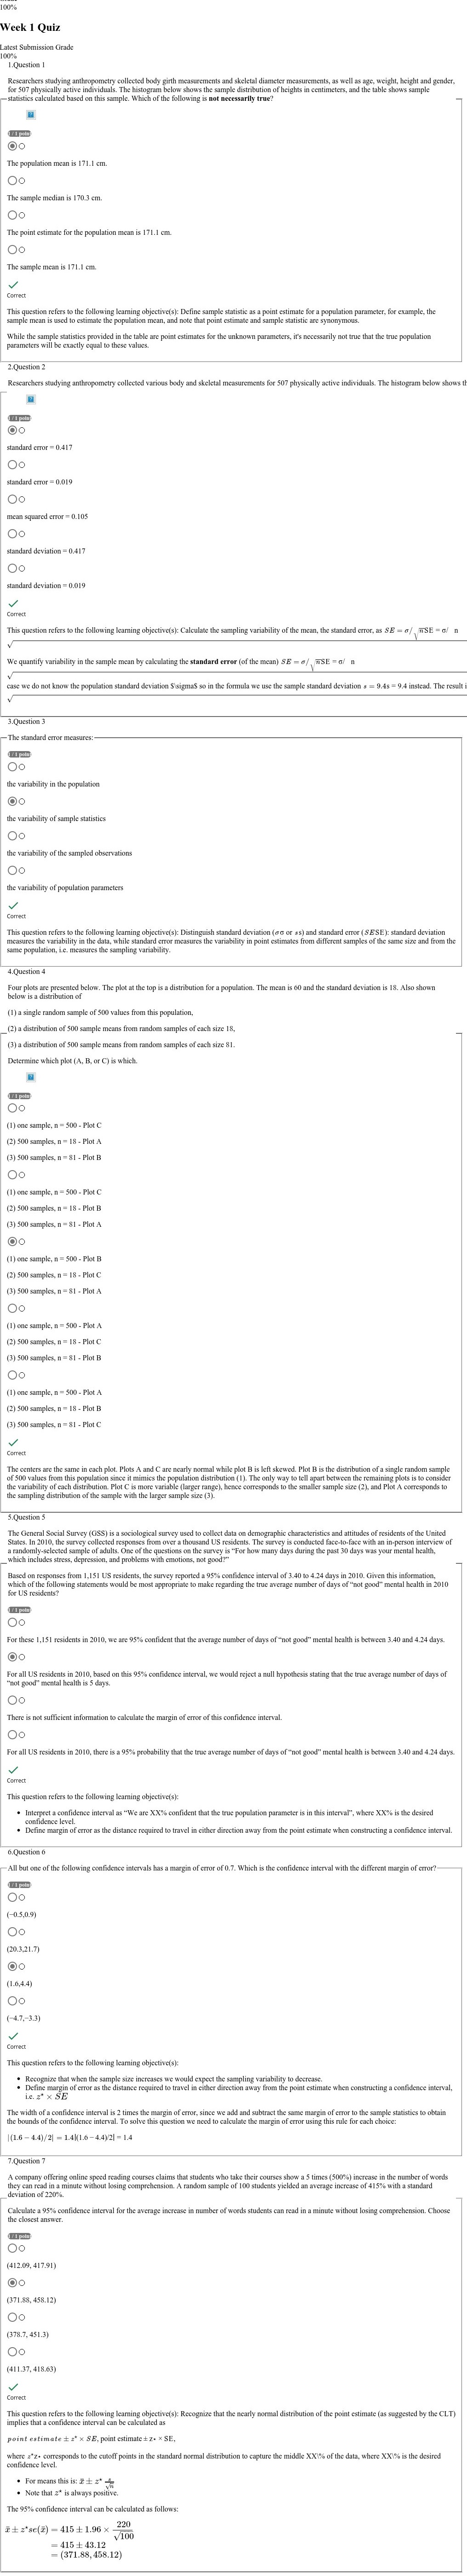 100%
Week 1 Quiz
Latest Submission Grade
100%
1.Question 1
Researchers studying anthropometry collected body girth measurements and skeletal diameter measurements, as well as age, weight, height and gender,
for 507 physically active individuals. The histogram below shows the sample distribution of heights in centimeters, and the table shows sample
statistics calculated based on this sample. Which of the following is not necessarily true?
1 point
The population mean is 171.1 cm.
The sample median is 170.3 cm.
The point estimate for the population mean is 171.1 cm.
The sample mean is 171.1 cm.
Correct
This question refers to the following learning objective(s): Define sample statistic as a point estimate for a population parameter, for example, the
sample mean is used to estimate the population mean, and note that point estimate and sample statistic are synonymous.
While the sample statistics provided in the table are point estimates for the unknown parameters, it's necessarily not true that the true population
parameters will be exactly equal to these values.
2.Question 2
Researchers studying anthropometry collected various body and skeletal measurements for 507 physically active individuals. The histogram below shows th
1 point
standard error = 0.417
standard error = 0.019
mean squared error = 0.105
standard deviation = 0.417
standard deviation = 0.019
Correct
This question refers to the following learning objective(s): Calculate the sampling variability of the mean, the standard error, as SE = σ/√nSE = σ/ n
√
We quantify variability in the sample mean by calculating the standard error (of the mean) SE = σ/√nSE = σ/ n
√
case we do not know the population standard deviation $\sigma$ so in the formula we use the sample standard deviation s = 9.4s = 9.4 instead. The result i
√
3.Question 3
The standard error measures:
1 point
the variability in the population
the variability of sample statistics
the variability of the sampled observations
the variability of population parameters
Correct
This question refers to the following learning objective(s): Distinguish standard deviation (σσ or ss) and standard error (SESE): standard deviation
measures the variability in the data, while standard error measures the variability in point estimates from different samples of the same size and from the
same population, i.e. measures the sampling variability.
4.Question 4
Four plots are presented below. The plot at the top is a distribution for a population. The mean is 60 and the standard deviation is 18. Also shown
below is a distribution of
(1) a single random sample of 500 values from this population,
(2) a distribution of 500 sample means from random samples of each size 18,
(3) a distribution of 500 sample means from random samples of each size 81.
Determine which plot (A, B, or C) is which.
1 point
(1) one sample, n = 500 - Plot C
(2) 500 samples, n = 18 - Plot A
(3) 500 samples, n = 81 - Plot B
(1) one sample, n = 500 - Plot C
(2) 500 samples, n = 18 - Plot B
(3) 500 samples, n = 81 - Plot A
(1) one sample, n = 500 - Plot B
(2) 500 samples, n = 18 - Plot C
(3) 500 samples, n = 81 - Plot A
(1) one sample, n = 500 - Plot A
(2) 500 samples, n = 18 - Plot C
(3) 500 samples, n = 81 - Plot B
(1) one sample, n = 500 - Plot A
(2) 500 samples, n = 18 - Plot B
(3) 500 samples, n = 81 - Plot C
Correct
The centers are the same in each plot. Plots A and C are nearly normal while plot B is left skewed. Plot B is the distribution of a single random sample
of 500 values from this population since it mimics the population distribution (1). The only way to tell apart between the remaining plots is to consider
the variability of each distribution. Plot C is more variable (larger range), hence corresponds to the smaller sample size (2), and Plot A corresponds to
the sampling distribution of the sample with the larger sample size (3).
5.Question 5
The General Social Survey (GSS) is a sociological survey used to collect data on demographic characteristics and attitudes of residents of the United
States. In 2010, the survey collected responses from over a thousand US residents. The survey is conducted face-to-face with an in-person interview of
a randomly-selected sample of adults. One of the questions on the survey is “For how many days during the past 30 days was your mental health,
which includes stress, depression, and problems with emotions, not good?”
Based on responses from 1,151 US residents, the survey reported a 95% confidence interval of 3.40 to 4.24 days in 2010. Given this information,
which of the following statements would be most appropriate to make regarding the true average number of days of “not good” mental health in 2010
for US residents?
1 point
For these 1,151 residents in 2010, we are 95% confident that the average number of days of “not good” mental health is between 3.40 and 4.24 days.
For all US residents in 2010, based on this 95% confidence interval, we would reject a null hypothesis stating that the true average number of days of
“not good” mental health is 5 days.
There is not sufficient information to calculate the margin of error of this confidence interval.
For all US residents in 2010, there is a 95% probability that the true average number of days of “not good” mental health is between 3.40 and 4.24 days.
Correct
This question refers to the following learning objective(s):
• Interpret a confidence interval as “We are XX% confident that the true population parameter is in this interval”, where XX% is the desired
confidence level.
• Define margin of error as the distance required to travel in either direction away from the point estimate when constructing a confidence interval.
6.Question 6
All but one of the following confidence intervals has a margin of error of 0.7. Which is the confidence interval with the different margin of error?
1 point
(−0.5,0.9)
(20.3,21.7)
(1.6,4.4)
(−4.7,−3.3)
Correct
This question refers to the following learning objective(s):
• Recognize that when the sample size increases we would expect the sampling variability to decrease.
• Define margin of error as the distance required to travel in either direction away from the point estimate when constructing a confidence interval,
i.e. z* × SE
The width of a confidence interval is 2 times the margin of error, since we add and subtract the same margin of error to the sample statistics to obtain
the bounds of the confidence interval. To solve this question we need to calculate the margin of error using this rule for each choice:
|(1.6 − 4.4)/2| = 1.4|(1.6−4.4)/2| = 1.4
7.Question 7
A company offering online speed reading courses claims that students who take their courses show a 5 times (500%) increase in the number of words
they can read in a minute without losing comprehension. A random sample of 100 students yielded an average increase of 415% with a standard
deviation of 220%.
Calculate a 95% confidence interval for the average increase in number of words students can read in a minute without losing comprehension. Choose
the closest answer.
1 point
(412.09, 417.91)
(371.88, 458.12)
(378.7, 451.3)
(411.37, 418.63)
Correct
This question refers to the following learning objective(s): Recognize that the nearly normal distribution of the point estimate (as suggested by the CLT)
implies that a confidence interval can be calculated as
point estimate ± z* × SE, point estimate ± z⋆ × SE,
where z*z⋆ corresponds to the cutoff points in the standard normal distribution to capture the middle XX\% of the data, where XX\% is the desired
confidence level.
• For means this is: x̄ ± z* s/√n
• Note that z* is always positive.
The 95% confidence interval can be calculated as follows:
x̄ ± z*se(x̄) = 415 ± 1.96 × 220/√100
= 415 ± 43.12
= (371.88, 458.12)